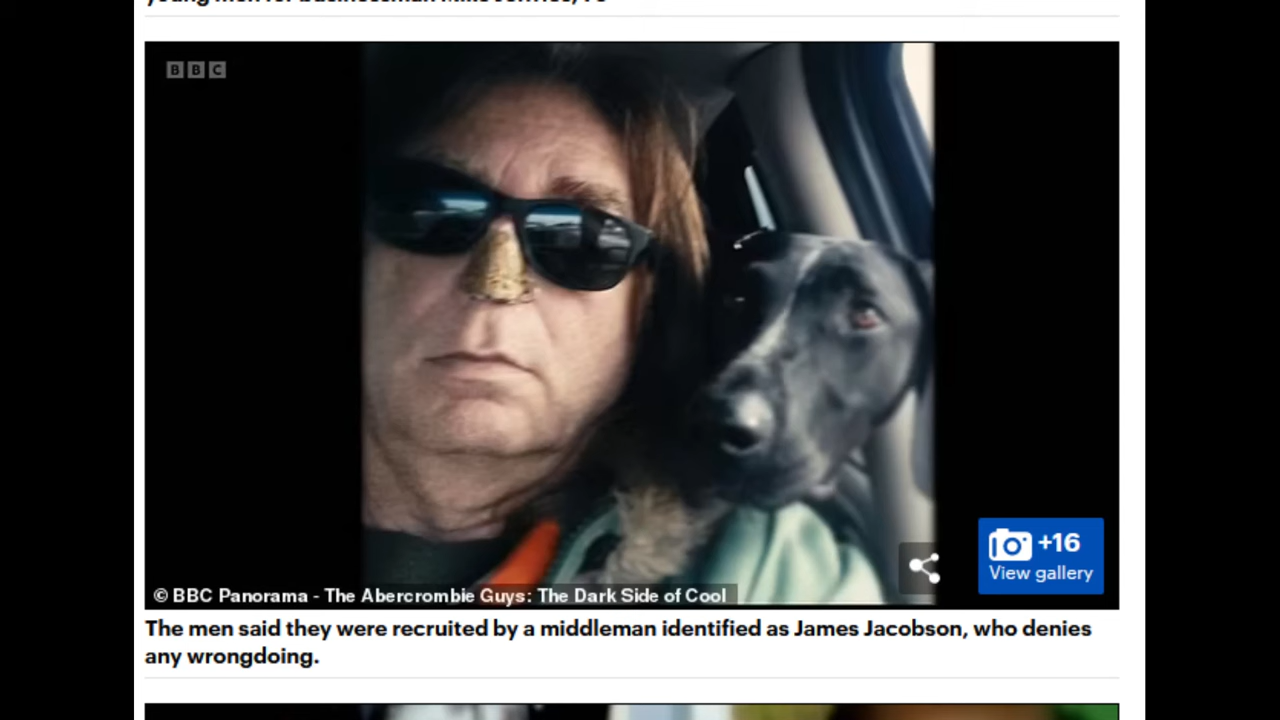 BBC
© BBC Panorama - The Abercrombie Guys: The Dark Side of Cool
+16
View gallery
The men said they were recruited by a middleman identified as James Jacobson, who denies
any wrongdoing.